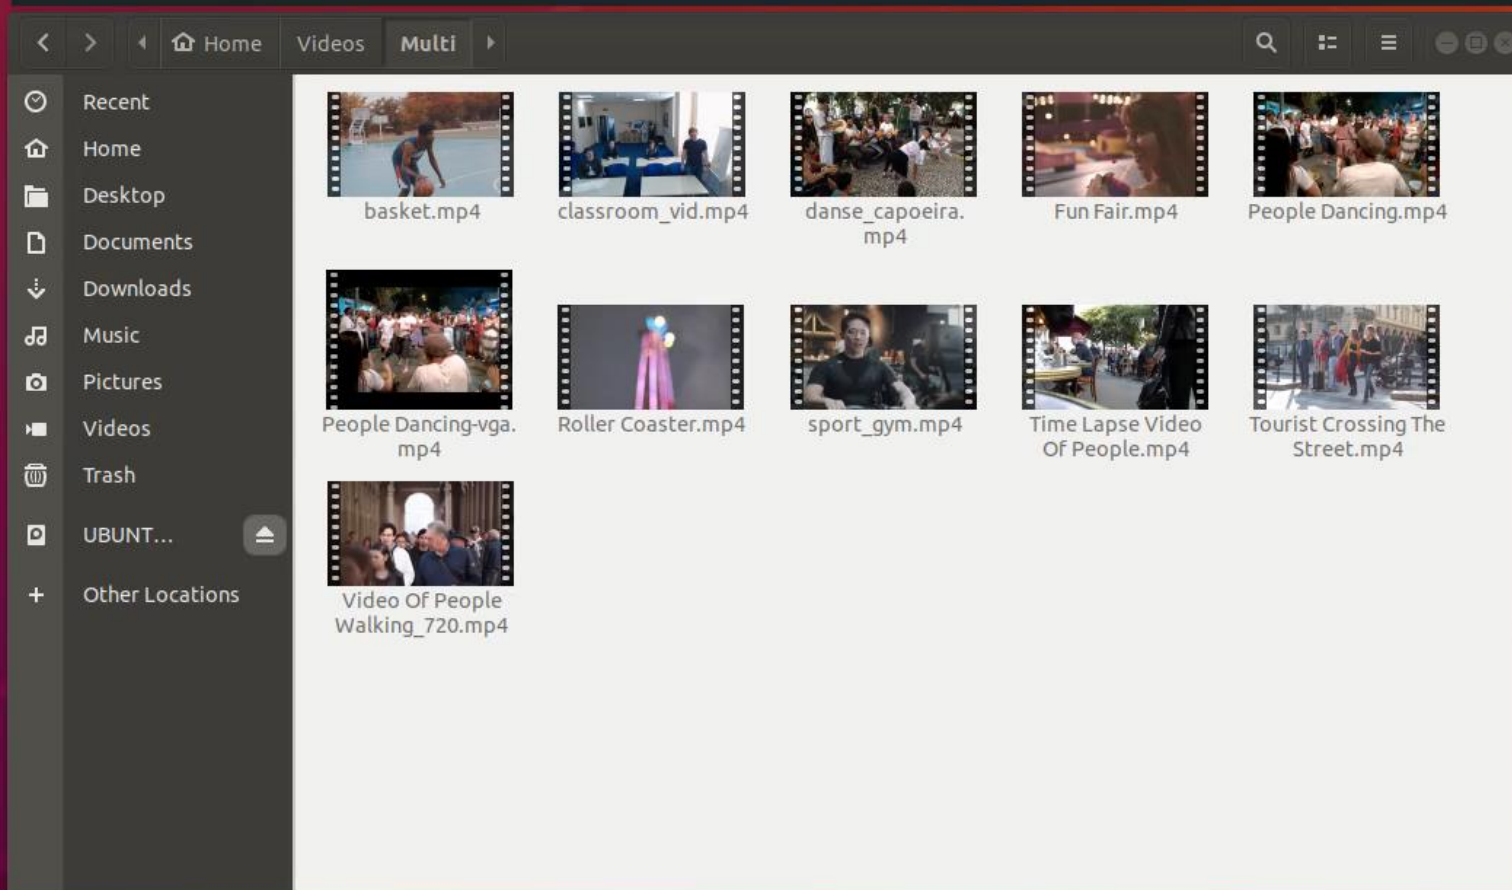 Home
Videos
Multi
Recent
Home
Desktop
Documents
Downloads
Music
Pictures
Videos
Trash
UBUNT...
Other Locations
basket.mp4
classroom_vid.mp4
danse_capoeira.
mp4
Fun Fair.mp4
People Dancing.mp4
People Dancing-vga.
mp4
Roller Coaster.mp4
sport_gym.mp4
Time Lapse Video
Of People.mp4
Tourist Crossing The
Street.mp4
Video Of People
Walking_720.mp4